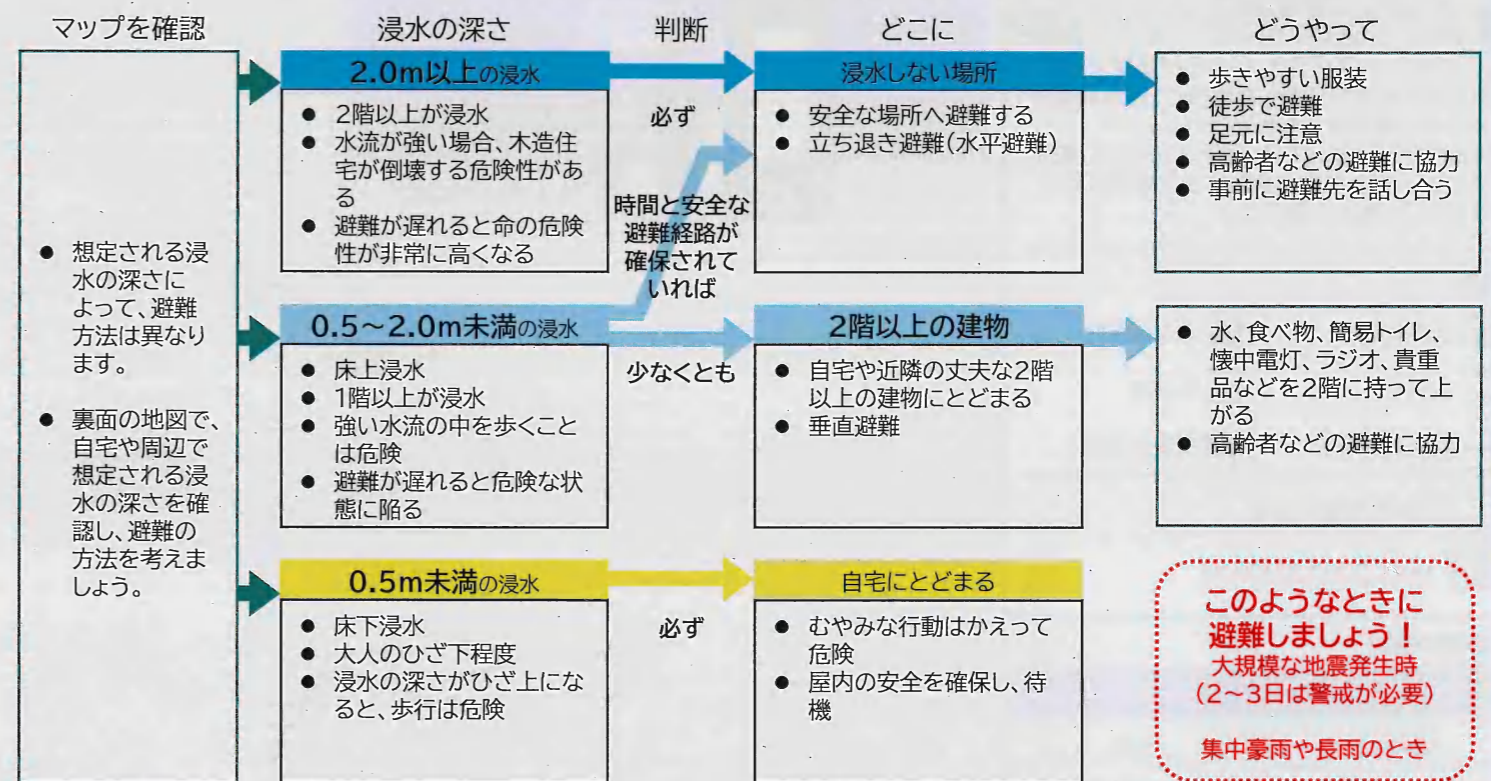 マップを確認
浸水の深さ
判断
どこに
どうやって
● 想定される浸
水の深さに
よって、避難
方法は異なり
ます。
● 裏面の地図で、
自宅や周辺で
想定される浸
水の深さを確
認し、避難の
方法を考えま
しょう。
2.0m以上の浸水
● 2階以上が浸水
● 水流が強い場合、木造住
宅が倒壊する危険性があ
る
● 避難が遅れると命の危険
性が非常に高くなる
必ず
浸水しない場所
● 安全な場所へ避難する
● 立ち退き避難(水平避難)
● 歩きやすい服装
● 徒歩で避難
● 足元に注意
● 高齢者などの避難に協力
● 事前に避難先を話し合う
時間と安全な
避難経路が
確保されて
いれば
0.5～2.0m未満の浸水
● 床上浸水
● 1階以上が浸水
● 強い水流の中を歩くこと
は危険
● 避難が遅れると危険な状
態に陥る
少なくとも
2階以上の建物
● 自宅や近隣の丈夫な2階
以上の建物にとどまる
● 垂直避難
● 水、食べ物、簡易トイレ、
懐中電灯、ラジオ、貴重
品などを2階に持って上
がる
● 高齢者などの避難に協力
0.5m未満の浸水
● 床下浸水
● 大人のひざ下程度
● 浸水の深さがひざ上にな
ると、歩行は危険
必ず
自宅にとどまる
● むやみな行動はかえって
危険
● 屋内の安全を確保し、待
機
このようなときに
避難しましょう！
大規模な地震発生時
(2～3日は警戒が必要)
集中豪雨や長雨のとき